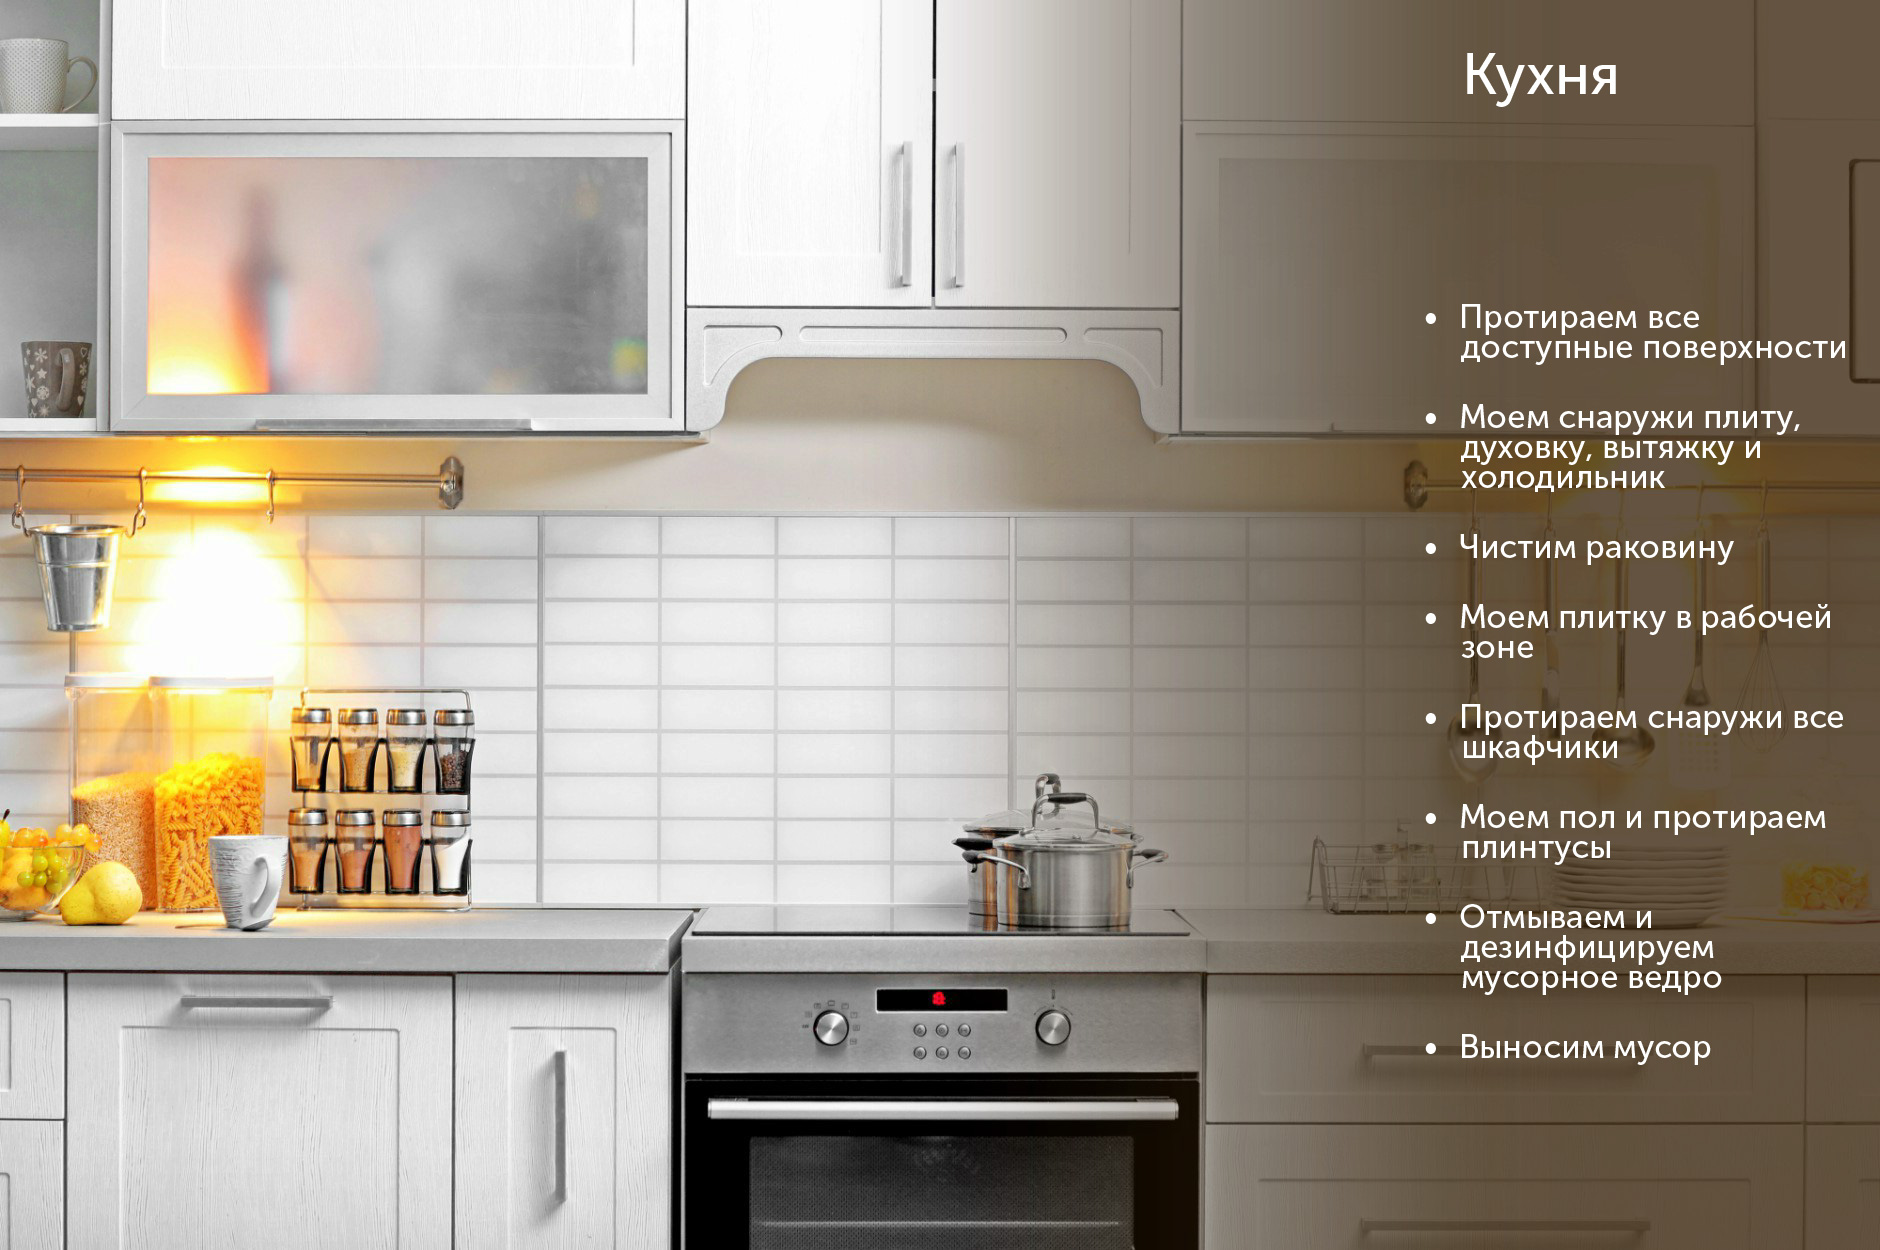 Кухня
• Протираем все
доступные поверхности
• Моем снаружи плиту,
духовку, вытяжку и
холодильник
• Чистим раковину
• Моем плитку в рабочей
зоне
• Протираем снаружи все
шкафчики
• Моем пол и протираем
плинтусы
• Отмываем и
дезинфицируем
мусорное ведро
• Выносим мусор